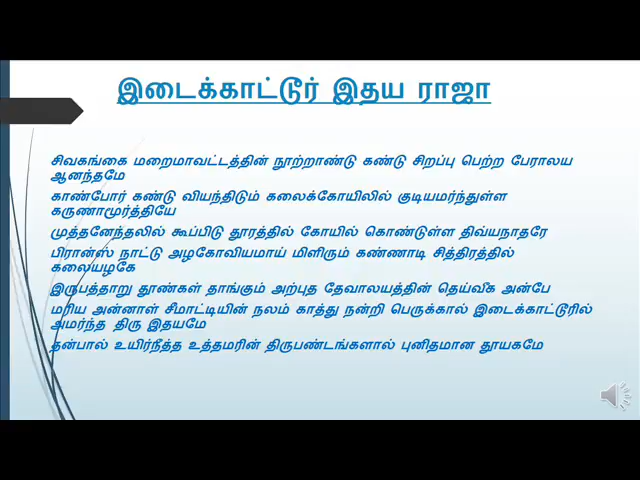 இடைக்காட்டூர் இதய ராஜா
சிவகங்கை மறைமாவட்டத்தின் நூற்றாண்டு கண்டு சிறப்பு பெற்ற பேராலய
ஆனந்தமே
காண்போர் கண்டு வியந்திடும் கலைக்கோயிலில் குடியமர்ந்துள்ள
கருணாமூர்த்தியே
முத்தனேந்தலில் கூப்பிடு தூரத்தில் கோயில் கொண்டுள்ள திவ்யநாதரே
பிரான்ஸ் நாட்டு அழகோவியமாய் மிளிரும் கண்ணாடி சித்திரத்தில்
கலையழகே
இருபத்தாறு தூண்கள் தாங்கும் அற்புத தேவாலயத்தின் தெய்வீக அன்பே
மரிய அன்னாள் சீமாட்டியின் நலம் காத்து நன்றி பெருக்கால் இடைக்காட்டூரில்
அமர்ந்த திரு இதயமே
தன்பால் உயிர்நீத்த உத்தமரின் திருபண்டங்களால் புனிதமான தூயகமே